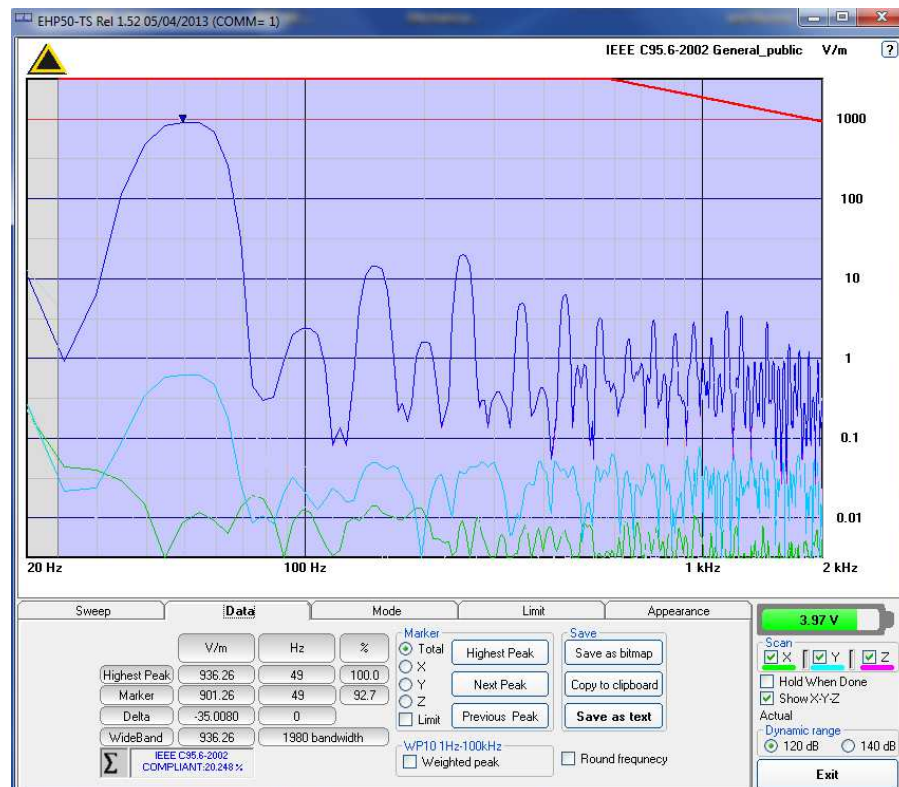 EHP50-TS Rel 1.52 05/04/2013 (COMM= 1)
IEEE C95.6-2002 General_public V/m ?
1000
100
10
1
0.1
0.01
20 Hz 100 Hz 1 kHz 2 kHz
Sweep Data Mode Limit Appearance
V/m Hz %
Highest Peak 936.26 49 100.0
Marker 901.26 49 92.7
Delta -35.0080 0
WideBand 936.26 1980 bandwidth
Σ IEEE C95.6-2002
COMPLIANT:20.248 %
Marker
Total
X
Y
Z
Limit
Highest Peak
Next Peak
Previous Peak
WP10 1Hz-100kHz
Weighted peak
Save
Save as bitmap
Copy to clipboard
Save as text
Round frequnecy
3.97 V
Scan
X Y Z
Hold When Done
Show X-Y-Z
Actual
Dynamic range
120 dB 140 dB
Exit